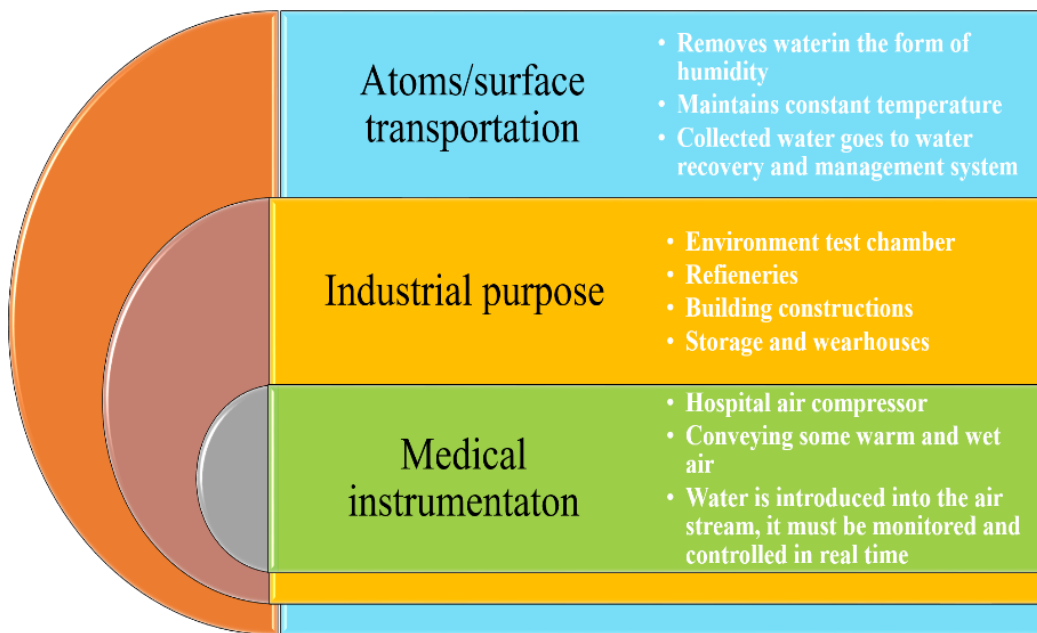 Atoms/surface
transportation
• Removes waterin the form of
humidity
• Maintains constant temperature
• Collected water goes to water
recovery and management system
Industrial purpose
• Environment test chamber
• Refieneries
• Building constructions
• Storage and wearhouses
Medical
instrumentaton
• Hospital air compressor
• Conveying some warm and wet
air
• Water is introduced into the air
stream, it must be monitored and
controlled in real time